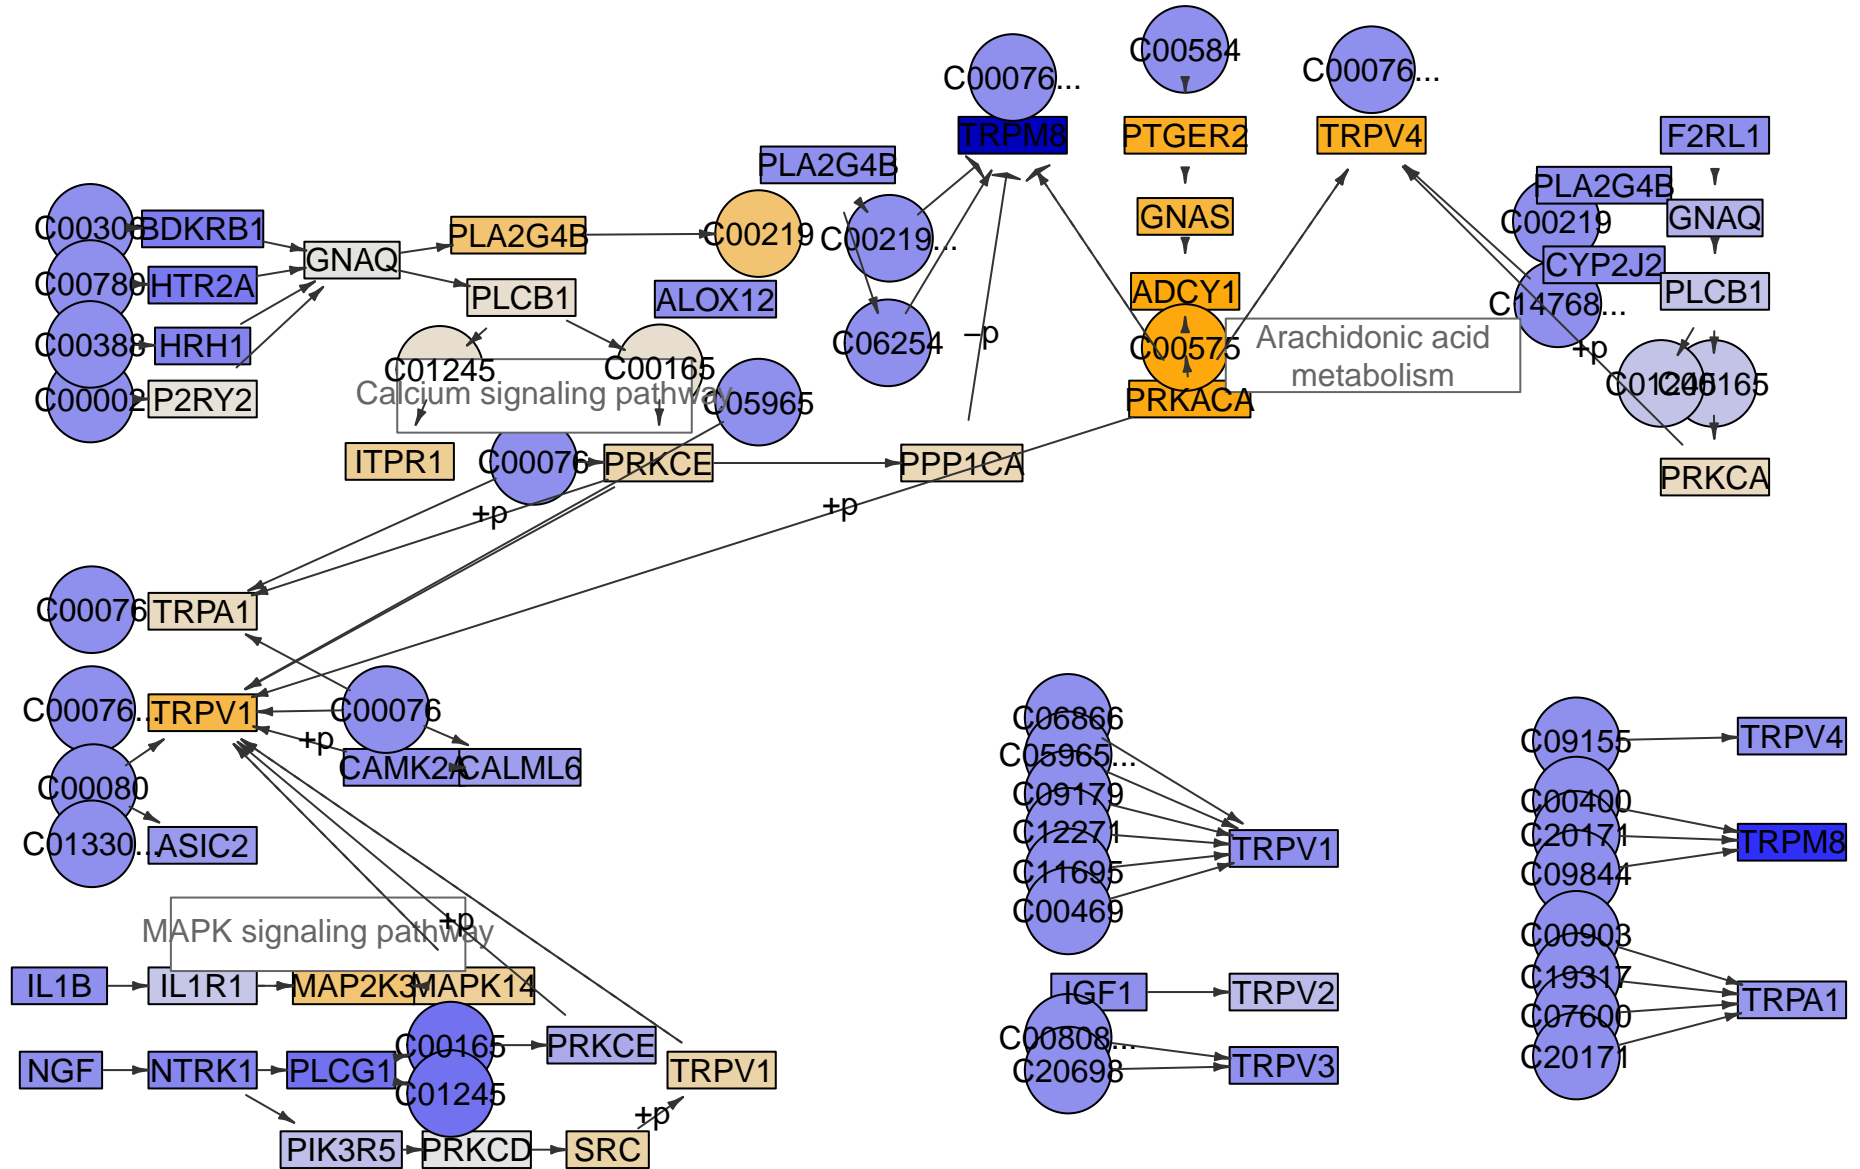 C00584
C00076...
C00076...
TRPM8
PTGER2
TRPV4
F2RL1
PLA2G4B
PLA2G4B
C00219
GNAQ
GNAS
BDKRB1
PLA2G4B
C00219
C00219...
GNAQ
CYP2J2
HTR2A
PLCB1
ALOX12
ADCY1
C14768...
PLCB1
C00388
HRH1
C06254
–p
C00575
Arachidonic acid
metabolism
+p
C01245
C00165
Calcium signaling pathway
C05965
C00002
P2RY2
PRKACA
ITPR1
C00076
PRKCE
PPP1CA
PRKCA
+p
+p
C00076
TRPA1
C00076...
TRPV1
C00076
+p
CAMK2A
CALML6
C00080
C01330...
ASIC2
C06866
C05965...
C09179
C12271
C11695
C00469
TRPV1
C09155
TRPV4
C00400
C20171
C09844
TRPM8
+p
MAPK signaling pathway
IL1B
IL1R1
MAP2K3
MAPK14
IGF1
TRPV2
C00903
C19317
C07600
C20171
TRPA1
C00165
PRKCE
C00808...
C20698
TRPV3
NGF
NTRK1
PLCG1
C01245
TRPV1
+p
PIK3R5
PRKCD
SRC